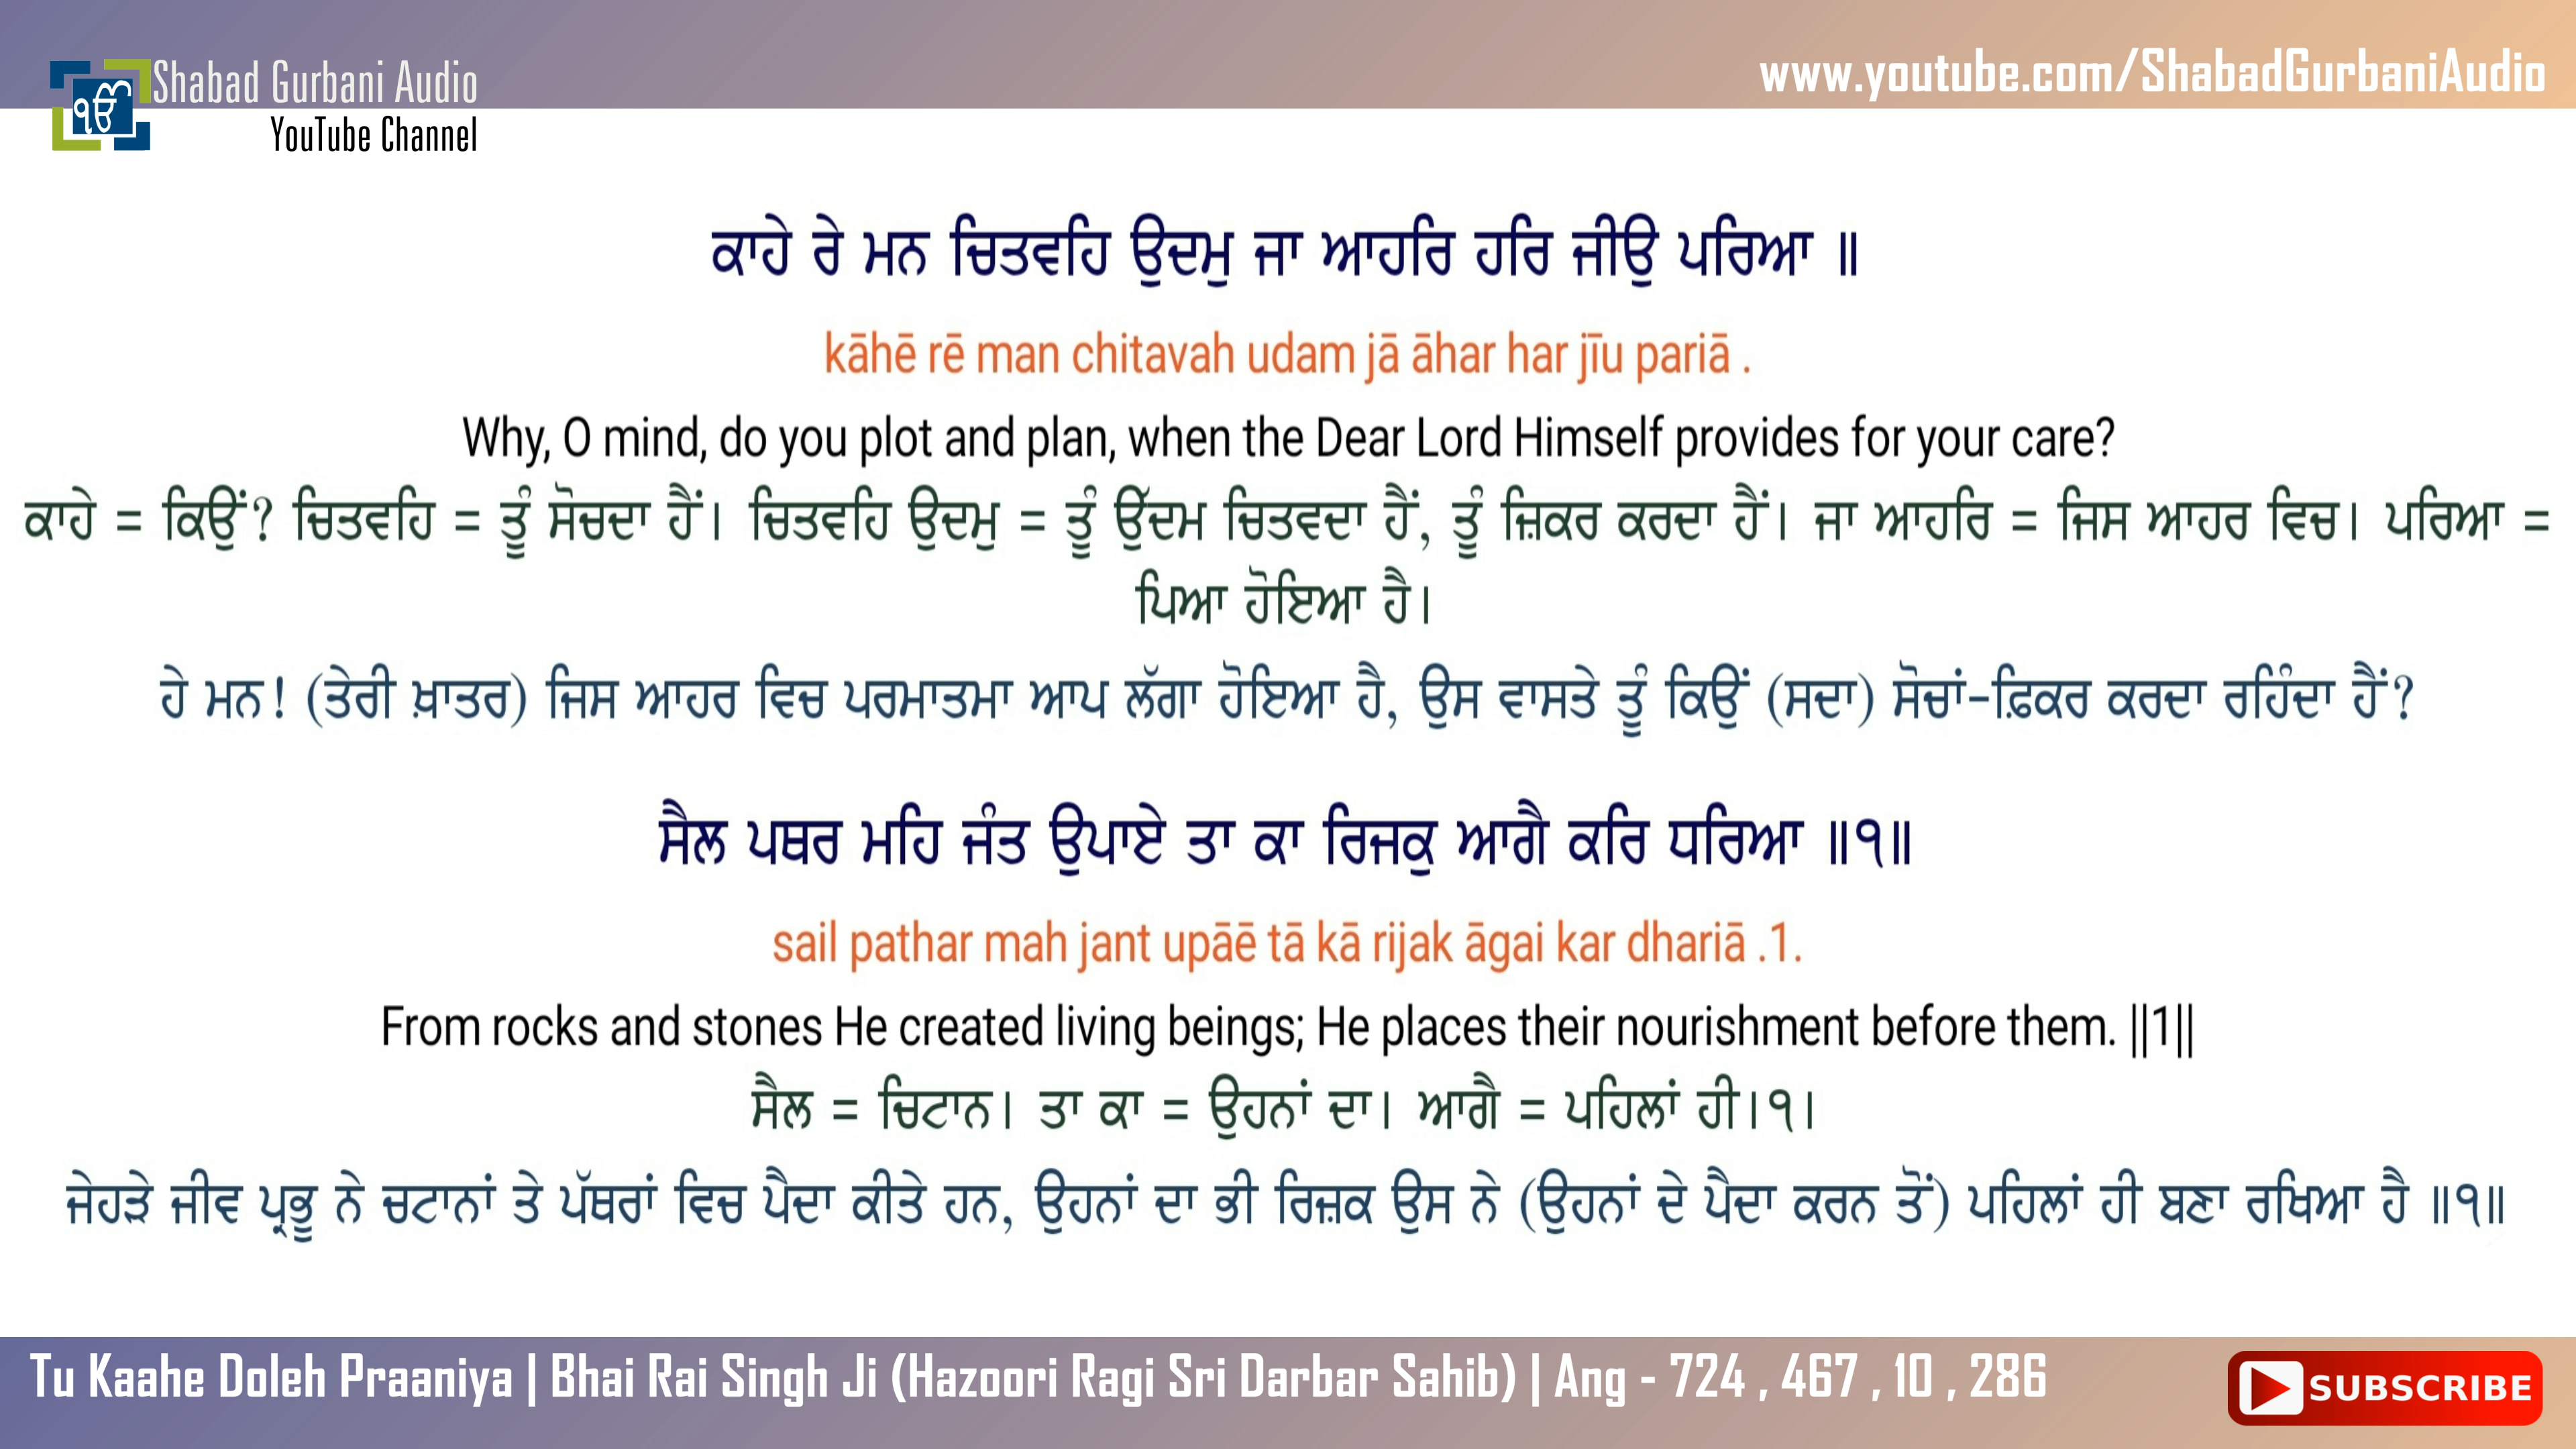 ੴ
Shabad Gurbani Audio
YouTube Channel
www.youtube.com/ShabadGurbaniAudio
ਕਾਹੇ ਰੇ ਮਨ ਚਿਤਵਹਿ ਉਦਮੁ ਜਾ ਆਹਰਿ ਹਰਿ ਜੀਉ ਪਰਿਆ ॥
kāhē rē man chitavah udam jā āhar har jīu pariā .
Why, O mind, do you plot and plan, when the Dear Lord Himself provides for your care?
ਕਾਹੇ = ਕਿਉਂ? ਚਿਤਵਹਿ = ਤੂੰ ਸੋਚਦਾ ਹੈਂ। ਚਿਤਵਹਿ ਉਦਮੁ = ਤੂੰ ਉੱਦਮ ਚਿਤਵਦਾ ਹੈਂ, ਤੂੰ ਜ਼ਿਕਰ ਕਰਦਾ ਹੈਂ। ਜਾ ਆਹਰਿ = ਜਿਸ ਆਹਰ ਵਿਚ। ਪਰਿਆ =
ਪਿਆ ਹੋਇਆ ਹੈ।
ਹੇ ਮਨ! (ਤੇਰੀ ਖ਼ਾਤਰ) ਜਿਸ ਆਹਰ ਵਿਚ ਪਰਮਾਤਮਾ ਆਪ ਲੱਗਾ ਹੋਇਆ ਹੈ, ਉਸ ਵਾਸਤੇ ਤੂੰ ਕਿਉਂ (ਸਦਾ) ਸੋਚਾਂ-ਫ਼ਿਕਰ ਕਰਦਾ ਰਹਿੰਦਾ ਹੈਂ?
ਸੈਲ ਪਥਰ ਮਹਿ ਜੰਤ ਉਪਾਏ ਤਾ ਕਾ ਰਿਜਕੁ ਆਗੈ ਕਰਿ ਧਰਿਆ ॥੧॥
sail pathar mah jant upāē tā kā rijak āgai kar dhariā .1.
From rocks and stones He created living beings; He places their nourishment before them. ||1||
ਸੈਲ = ਚਿਟਾਨ। ਤਾ ਕਾ = ਉਹਨਾਂ ਦਾ। ਆਗੈ = ਪਹਿਲਾਂ ਹੀ।੧।
ਜੇਹੜੇ ਜੀਵ ਪ੍ਰਭੂ ਨੇ ਚਟਾਨਾਂ ਤੇ ਪੱਥਰਾਂ ਵਿਚ ਪੈਦਾ ਕੀਤੇ ਹਨ, ਉਹਨਾਂ ਦਾ ਭੀ ਰਿਜ਼ਕ ਉਸ ਨੇ (ਉਹਨਾਂ ਦੇ ਪੈਦਾ ਕਰਨ ਤੋਂ) ਪਹਿਲਾਂ ਹੀ ਬਣਾ ਰਖਿਆ ਹੈ ॥੧॥
Tu Kaahe Doleh Praaniya | Bhai Rai Singh Ji (Hazoori Ragi Sri Darbar Sahib) | Ang - 724 , 467 , 10 , 286
SUBSCRIBE